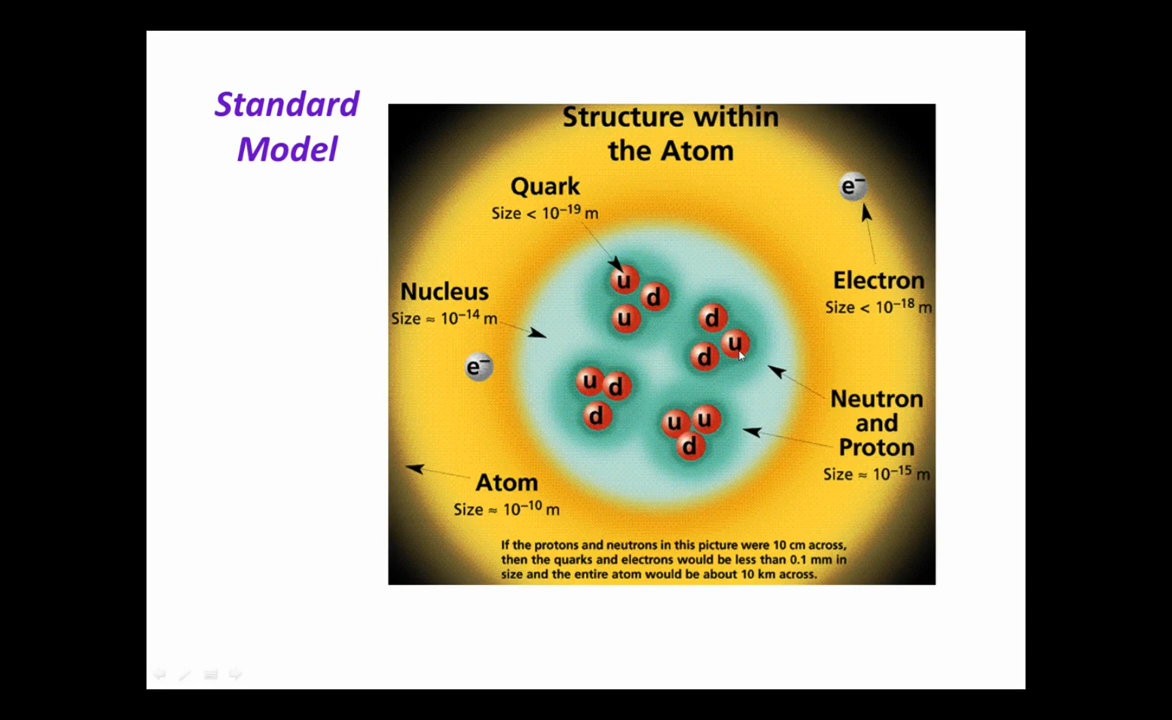 Standard
Model
Structure within
the Atom
Quark
Size < 10⁻¹⁹ m
e⁻
Nucleus
Size ≈ 10⁻¹⁴ m
Electron
Size < 10⁻¹⁸ m
u
d
u
d
u
d
e⁻
u
d
d
u
u
d
Neutron
and
Proton
Size ≈ 10⁻¹⁵ m
Atom
Size ≈ 10⁻¹⁰ m
If the protons and neutrons in this picture were 10 cm across,
then the quarks and electrons would be less than 0.1 mm in
size and the entire atom would be about 10 km across.